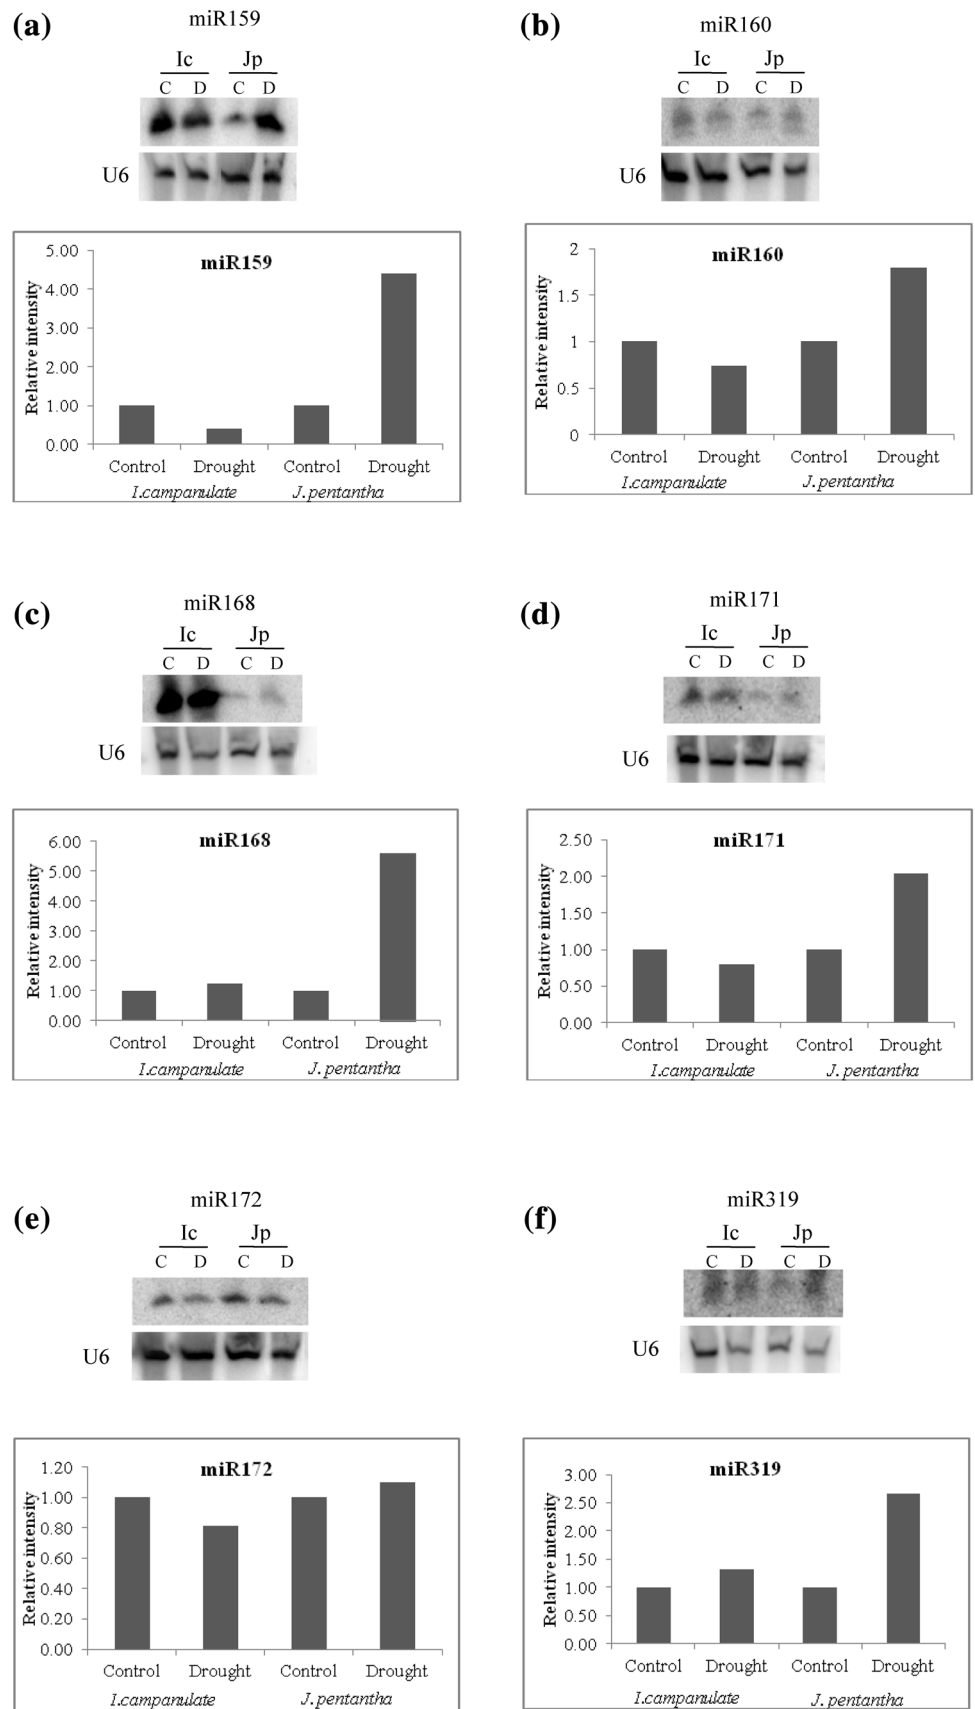 (a)
miR159
Ic Jp
C D C D
U6
miR159
Relative intensity
5.00
4.00
3.00
2.00
1.00
0.00
Control Drought Control Drought
I.campanulate J. pentantha
(b)
miR160
Ic Jp
C D C D
U6
miR160
Relative intensity
2
1.5
1
0.5
0
Control Drought Control Drought
I.campanulate J. pentantha
(c)
miR168
Ic Jp
C D C D
U6
miR168
Relative intensity
6.00
5.00
4.00
3.00
2.00
1.00
0.00
Control Drought Control Drought
I.campanulate J. pentantha
(d)
miR171
Ic Jp
C D C D
U6
miR171
Relative intensity
2.50
2.00
1.50
1.00
0.50
0.00
Control Drought Control Drought
I.campanulate J. pentantha
(e)
miR172
Ic Jp
C D C D
U6
miR172
Relative intensity
1.20
1.00
0.80
0.60
0.40
0.20
0.00
Control Drought Control Drought
I.campanulate J. pentantha
(f)
miR319
Ic Jp
C D C D
U6
miR319
Relative intensity
3.00
2.50
2.00
1.50
1.00
0.50
0.00
Control Drought Control Drought
I.campanulate J. pentantha